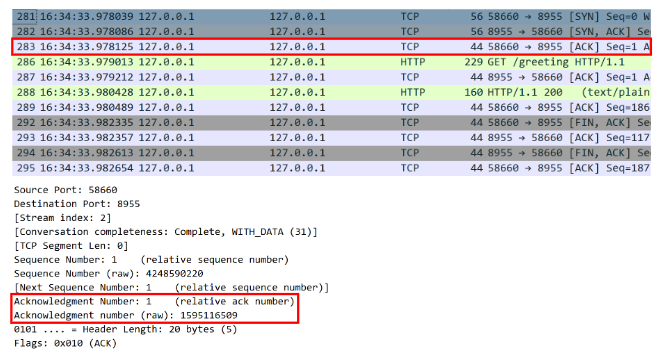 281 16:34:33.978039 127.0.0.1 127.0.0.1 TCP 56 58660 → 8955 [SYN] Seq=0 W
282 16:34:33.978086 127.0.0.1 127.0.0.1 TCP 56 8955 → 58660 [SYN, ACK] Se
283 16:34:33.978125 127.0.0.1 127.0.0.1 TCP 44 58660 → 8955 [ACK] Seq=1 A
286 16:34:33.979013 127.0.0.1 127.0.0.1 HTTP 229 GET /greeting HTTP/1.1
287 16:34:33.979212 127.0.0.1 127.0.0.1 TCP 44 8955 → 58660 [ACK] Seq=1 A
288 16:34:33.980428 127.0.0.1 127.0.0.1 HTTP 160 HTTP/1.1 200 (text/plain
289 16:34:33.980489 127.0.0.1 127.0.0.1 TCP 44 58660 → 8955 [ACK] Seq=186
292 16:34:33.982335 127.0.0.1 127.0.0.1 TCP 44 8955 → 58660 [FIN, ACK] Se
293 16:34:33.982357 127.0.0.1 127.0.0.1 TCP 44 58660 → 8955 [ACK] Seq=117
294 16:34:33.982613 127.0.0.1 127.0.0.1 TCP 44 8955 → 58660 [FIN, ACK] Se
295 16:34:33.982654 127.0.0.1 127.0.0.1 TCP 44 58660 → 8955 [ACK] Seq=187
Source Port: 58660
Destination Port: 8955
[Stream index: 2]
[Conversation completeness: Complete, WITH_DATA (31)]
[TCP Segment Len: 0]
Sequence Number: 1 (relative sequence number)
Sequence Number (raw): 4248590220
[Next Sequence Number: 1 (relative sequence number)]
Acknowledgment Number: 1 (relative ack number)
Acknowledgment number (raw): 1595116509
0101 .... = Header Length: 20 bytes (5)
Flags: 0x010 (ACK)